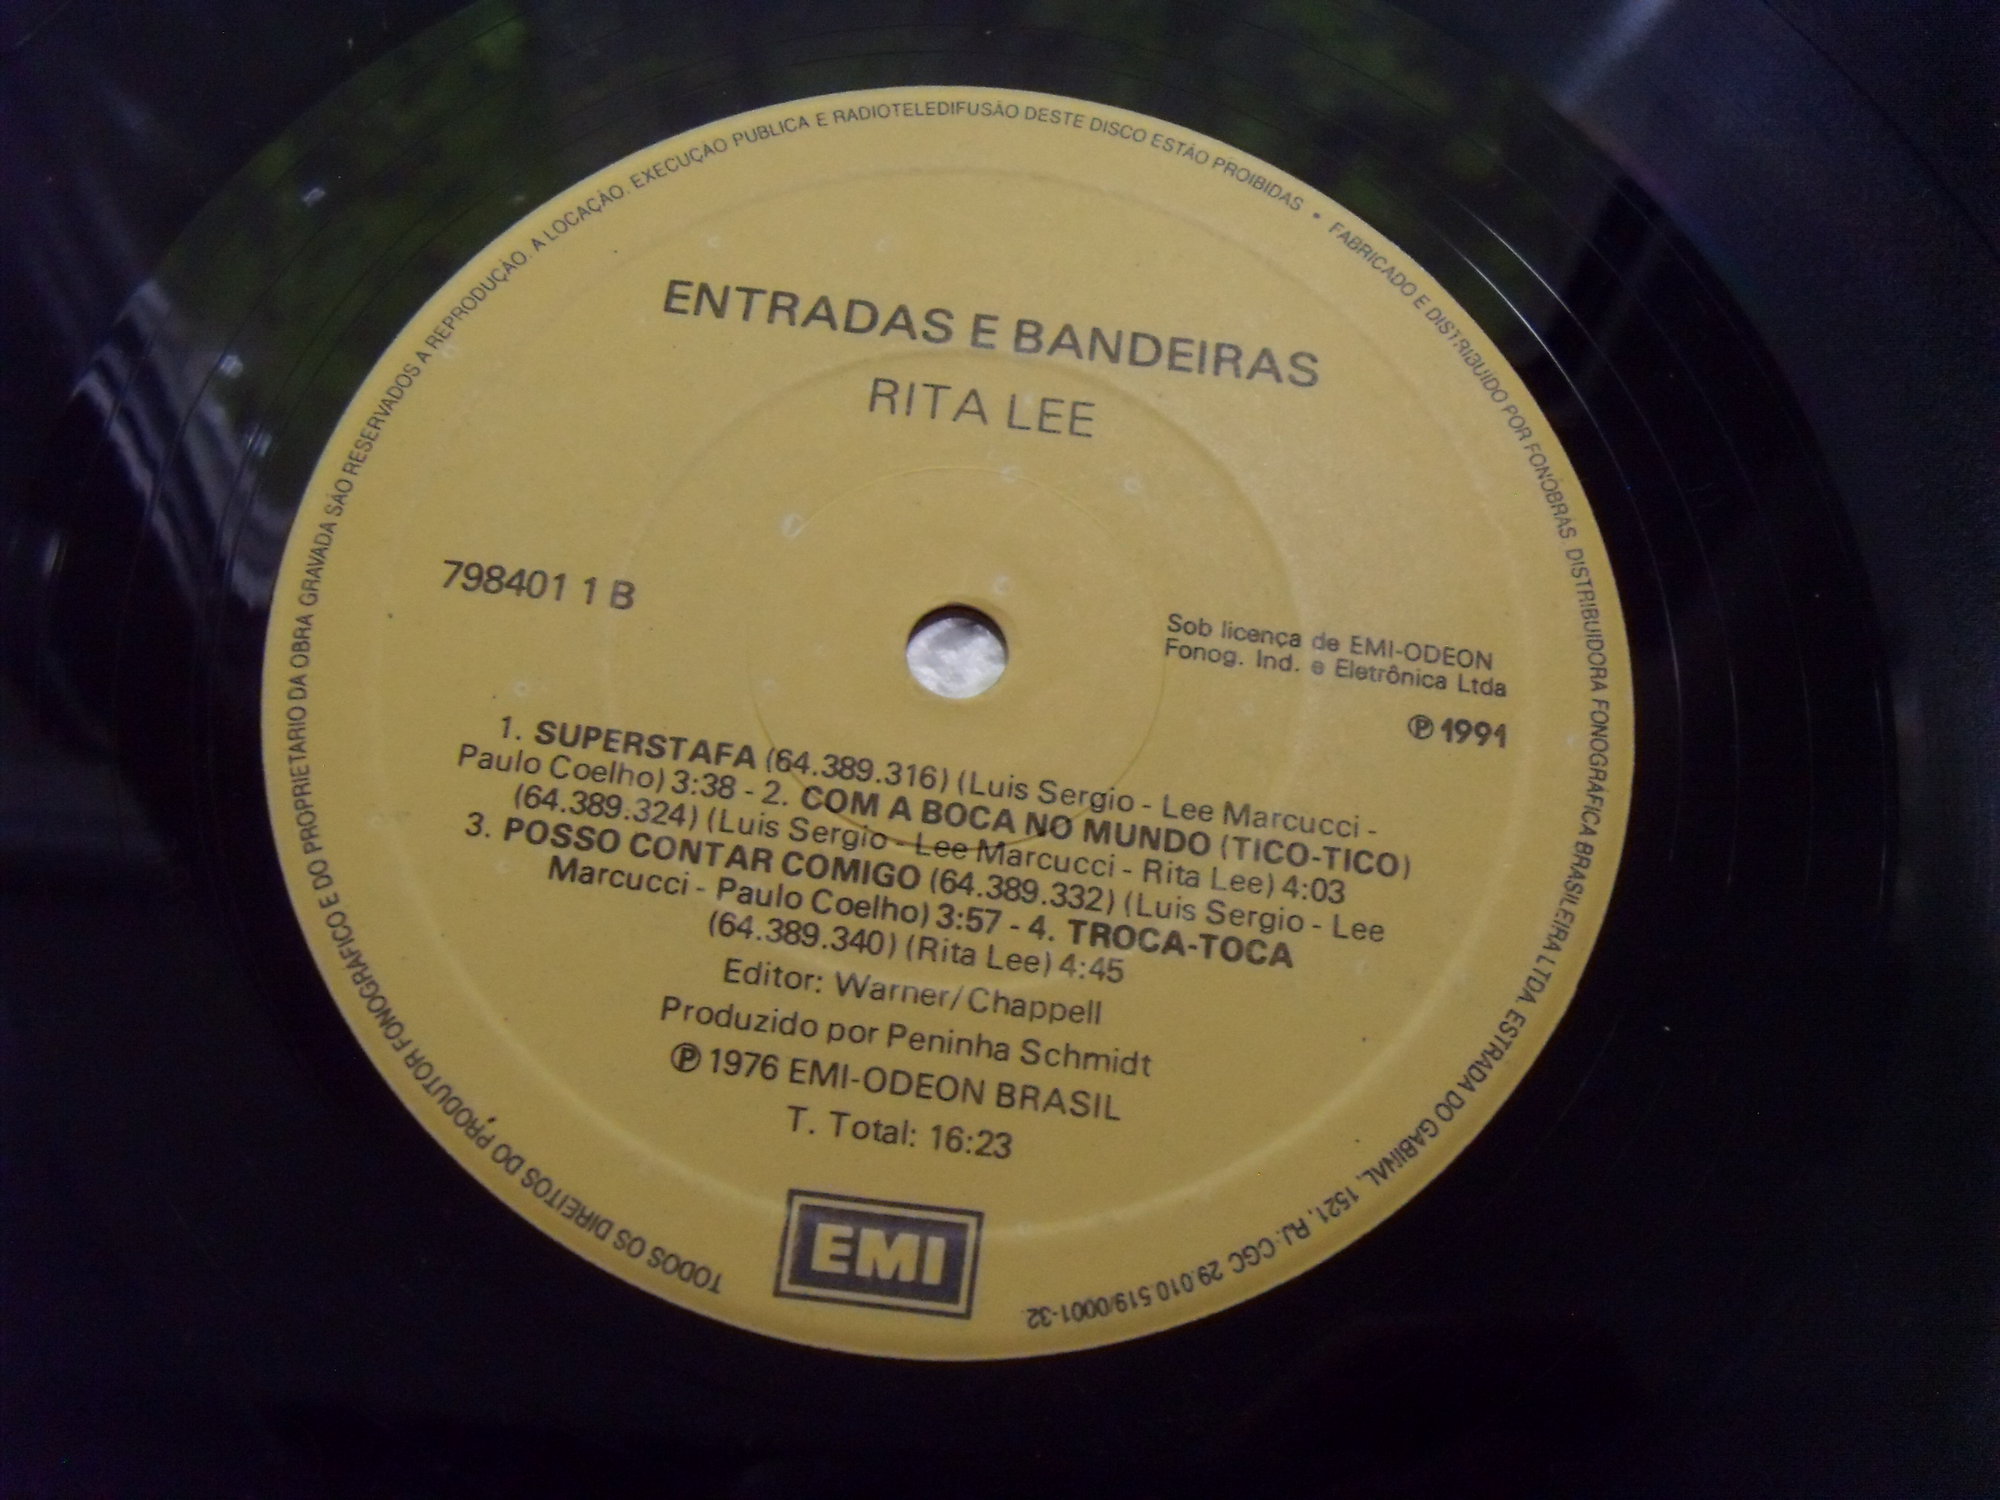 ENTRADAS E BANDEIRAS
RITA LEE
798401 1 B
Sob licença de EMI-ODEON
Fonog. Ind. e Eletrônica Ltda
℗ 1991
1. SUPERSTAFA (64.389.316) (Luis Sergio - Lee Marcucci -
Paulo Coelho) 3:38 - 2. COM A BOCA NO MUNDO (TICO-TICO)
(64.389.324) (Luis Sergio - Lee Marcucci - Rita Lee) 4:03
3. POSSO CONTAR COMIGO (64.389.332) (Luis Sergio - Lee
Marcucci - Paulo Coelho) 3:57 - 4. TROCA-TOCA
(64.389.340) (Rita Lee) 4:45
Editor: Warner/Chappell
Produzido por Peninha Schmidt
℗ 1976 EMI-ODEON BRASIL
T. Total: 16:23
EMI
TODOS OS DIREITOS DO PRODUTOR FONOGRAFICO E DO PROPRIETARIO DA OBRA GRAVADA SÃO RESERVADOS A REPRODUÇÃO. A LOCAÇÃO. EXECUÇÃO PUBLICA E RADIOTELEDIFUSÃO DESTE DISCO ESTÃO PROIBIDAS • FABRICADO E DISTRIBUIDO POR FONOBRAS. DISTRIBUIDORA FONOGRAFICA BRASILEIRA LTDA. ESTRADA DO GABINAL, 1521, RJ. CGC 29.010.519/0001-32